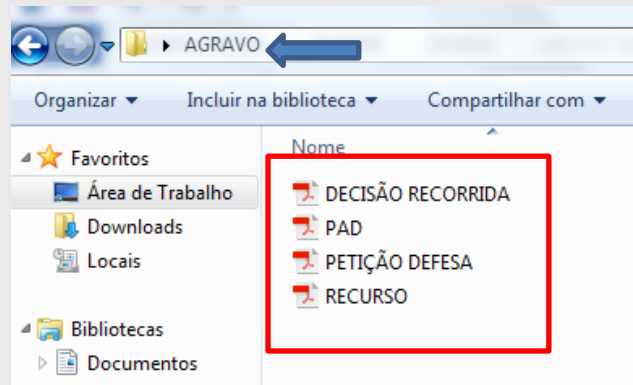 AGRAVO
Organizar Incluir na biblioteca Compartilhar com
Favoritos
Área de Trabalho
Downloads
Locais
Bibliotecas
Documentos
Nome
DECISÃO RECORRIDA
PAD
PETIÇÃO DEFESA
RECURSO